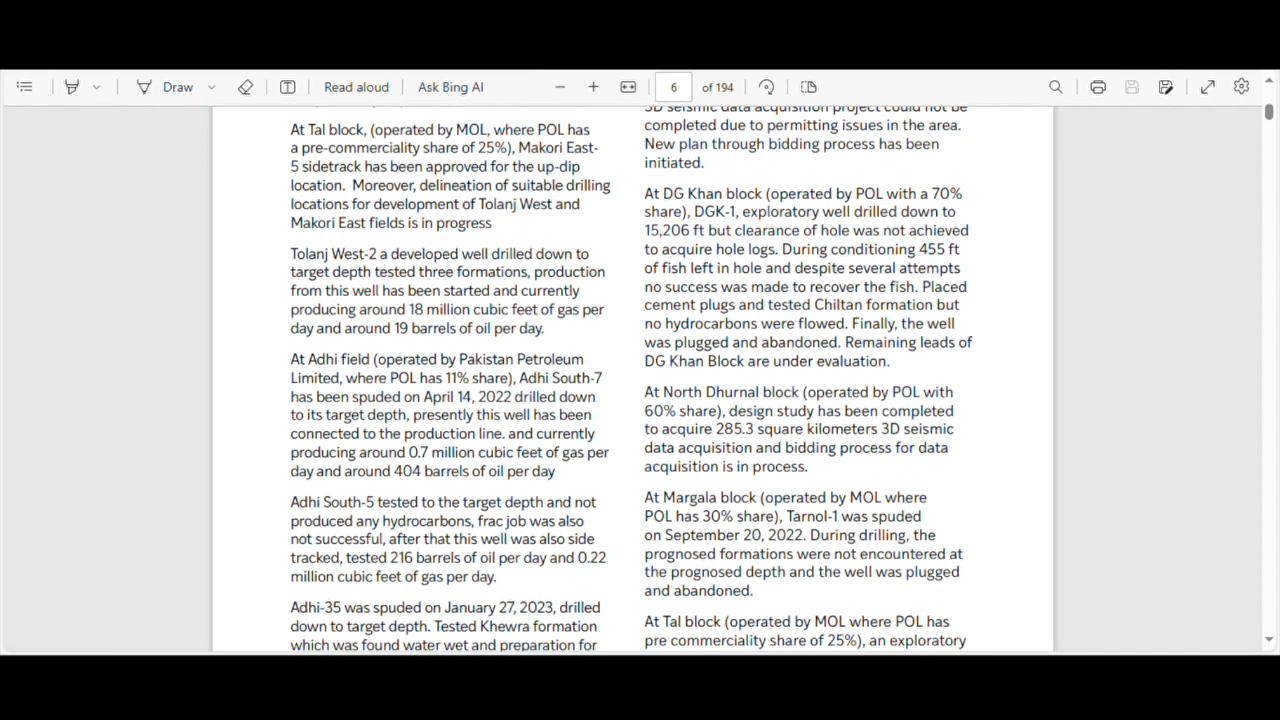 Draw
Read aloud
Ask Bing AI
6
of 194
At Tal block, (operated by MOL, where POL has
a pre-commerciality share of 25%), Makori East-
5 sidetrack has been approved for the up-dip
location. Moreover, delineation of suitable drilling
locations for development of Tolanj West and
Makori East fields is in progress
Tolanj West-2 a developed well drilled down to
target depth tested three formations, production
from this well has been started and currently
producing around 18 million cubic feet of gas per
day and around 19 barrels of oil per day.
At Adhi field (operated by Pakistan Petroleum
Limited, where POL has 11% share), Adhi South-7
has been spuded on April 14, 2022 drilled down
to its target depth, presently this well has been
connected to the production line. and currently
producing around 0.7 million cubic feet of gas per
day and around 404 barrels of oil per day
Adhi South-5 tested to the target depth and not
produced any hydrocarbons, frac job was also
not successful, after that this well was also side
tracked, tested 216 barrels of oil per day and 0.22
million cubic feet of gas per day.
Adhi-35 was spuded on January 27, 2023, drilled
down to target depth. Tested Khewra formation
which was found water wet and preparation for
3D seismic data acquisition project could not be
completed due to permitting issues in the area.
New plan through bidding process has been
initiated.
At DG Khan block (operated by POL with a 70%
share), DGK-1, exploratory well drilled down to
15,206 ft but clearance of hole was not achieved
to acquire hole logs. During conditioning 455 ft
of fish left in hole and despite several attempts
no success was made to recover the fish. Placed
cement plugs and tested Chiltan formation but
no hydrocarbons were flowed. Finally, the well
was plugged and abandoned. Remaining leads of
DG Khan Block are under evaluation.
At North Dhurnal block (operated by POL with
60% share), design study has been completed
to acquire 285.3 square kilometers 3D seismic
data acquisition and bidding process for data
acquisition is in process.
At Margala block (operated by MOL where
POL has 30% share), Tarnol-1 was spuded
on September 20, 2022. During drilling, the
prognosed formations were not encountered at
the prognosed depth and the well was plugged
and abandoned.
At Tal block (operated by MOL where POL has
pre commerciality share of 25%), an exploratory